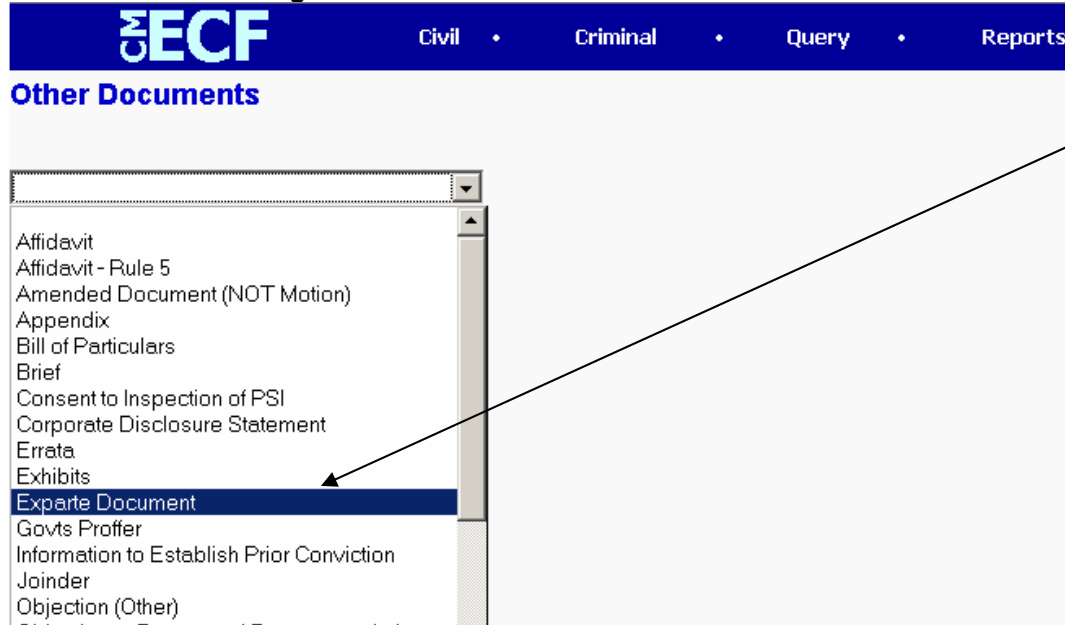 CM ECF Civil • Criminal • Query • Reports
Other Documents
Affidavit
Affidavit - Rule 5
Amended Document (NOT Motion)
Appendix
Bill of Particulars
Brief
Consent to Inspection of PSI
Corporate Disclosure Statement
Errata
Exhibits
Exparte Document
Govts Proffer
Information to Establish Prior Conviction
Joinder
Objection (Other)